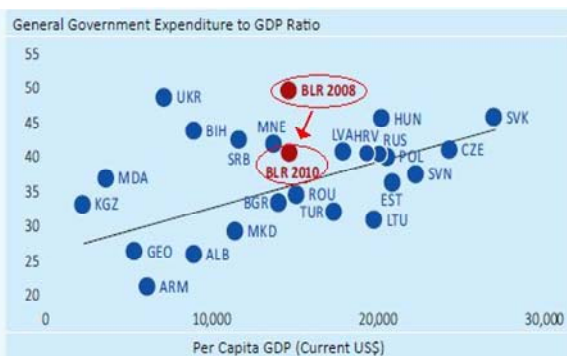 General Government Expenditure to GDP Ratio
55
50
BLR 2008
UKR
45
HUN
SVK
BIH
MNE
LVA
HRV
RUS
SRB
40
POL
CZE
BLR 2010
MDA
SVN
35
EST
KGZ
BGR
ROU
TUR
LTU
30
MKD
GEO
ALB
25
ARM
20
0
10,000
20,000
30,000
Per Capita GDP (Current US$)